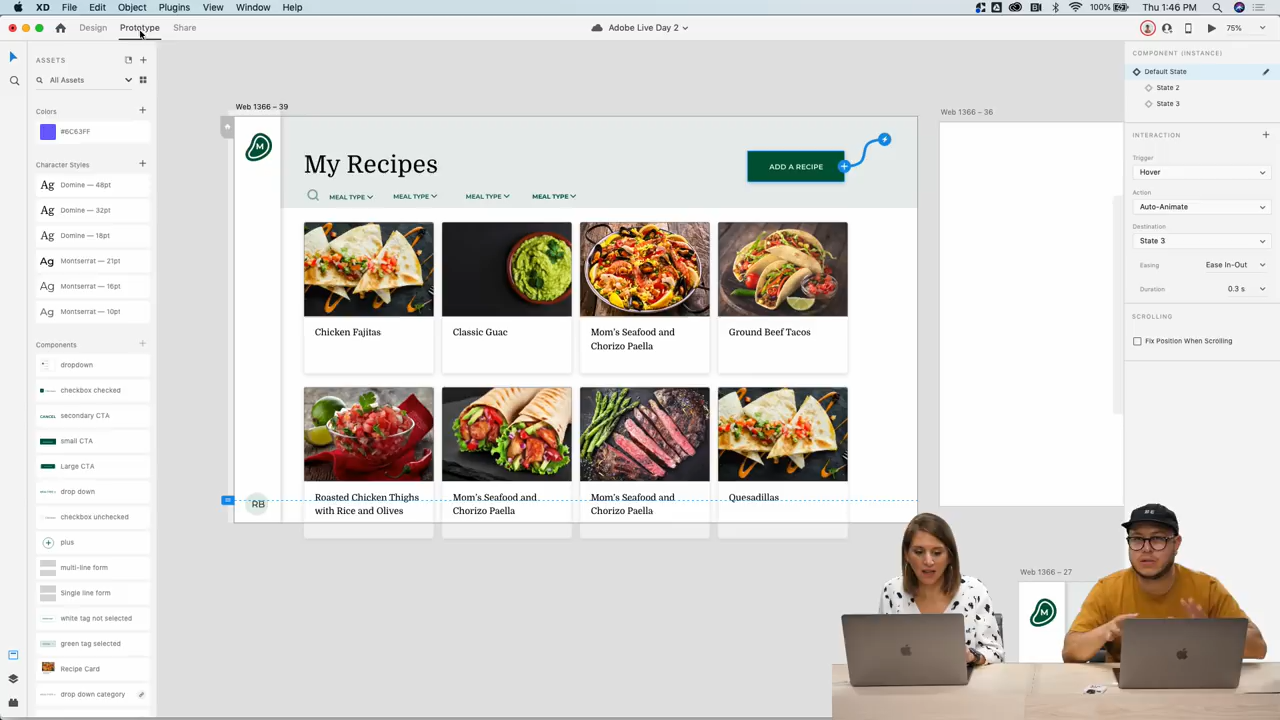 XD File Edit Object Plugins View Window Help
100% Thu 1:46 PM
Design Prototype Share
Adobe Live Day 2
75%
ASSETS
All Assets
Colors
#6C63FF
Character Styles
Ag Domine — 48pt
Ag Domine — 32pt
Ag Domine — 18pt
Ag Montserrat — 21pt
Ag Montserrat — 16pt
Ag Montserrat — 10pt
Components
dropdown
checkbox checked
CANCEL secondary CTA
small CTA
Large CTA
drop down
checkbox unchecked
plus
multi-line form
Single line form
white tag not selected
green tag selected
Recipe Card
drop down category
Web 1366 – 39
M
My Recipes
ADD A RECIPE
MEAL TYPE MEAL TYPE MEAL TYPE MEAL TYPE
Chicken Fajitas
Classic Guac
Mom's Seafood and
Chorizo Paella
Ground Beef Tacos
Roasted Chicken Thighs
with Rice and Olives
Mom's Seafood and
Chorizo Paella
Mom's Seafood and
Chorizo Paella
Quesadillas
RB
Web 1366 – 36
Web 1366 – 27
M
COMPONENT (INSTANCE)
Default State
State 2
State 3
INTERACTION
Trigger
Hover
Action
Auto-Animate
Destination
State 3
Easing Ease In-Out
Duration 0.3 s
SCROLLING
Fix Position When Scrolling